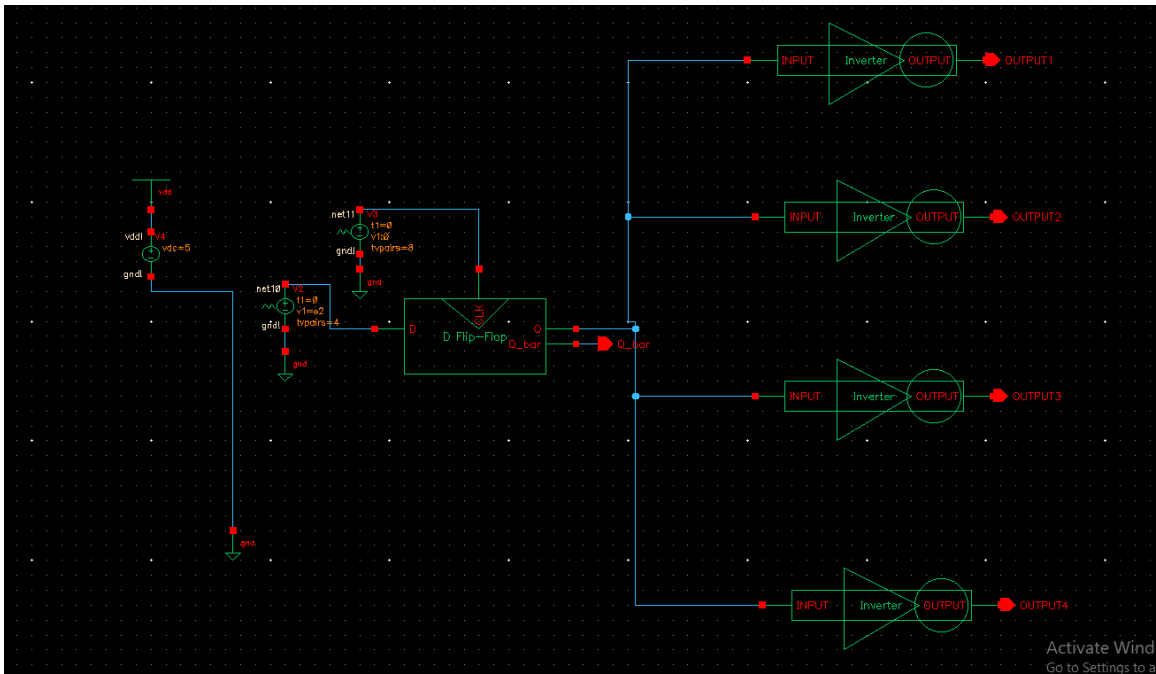 INPUT Inverter OUTPUT OUTPUT1
vdd
INPUT Inverter OUTPUT OUTPUT2
net11 V3
t1=0
v1:0
tvpairs=8
gnd!
gnd
vdd! V4
vdc=5
gnd!
net10 V2
t1=0
tvpairs=4
gnd!
gnd
CLK
D Q
D Flip-Flop
Q_bar Q_bar
INPUT Inverter OUTPUT OUTPUT3
gnd
INPUT Inverter OUTPUT OUTPUT4
Activate Wind
Go to Settings to a